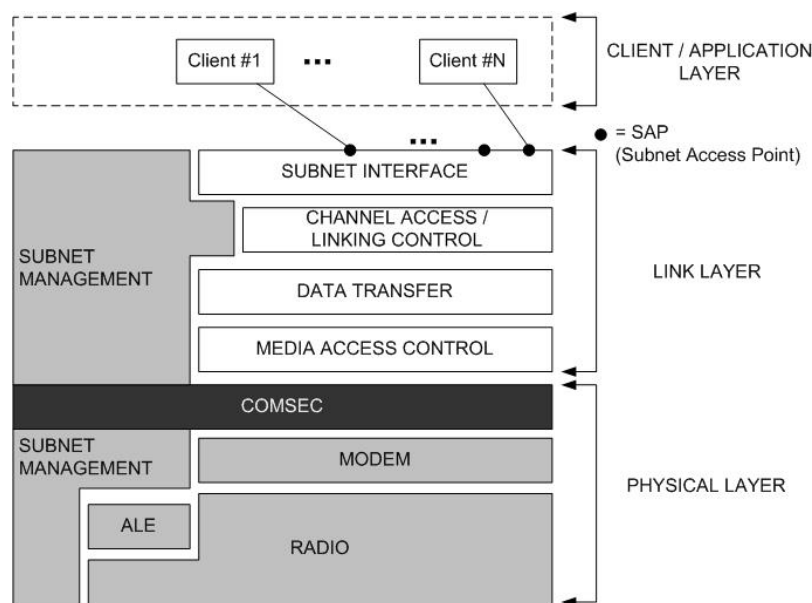 Client #1
...
Client #N
CLIENT / APPLICATION
LAYER
...
= SAP
(Subnet Access Point)
SUBNET INTERFACE
CHANNEL ACCESS /
LINKING CONTROL
SUBNET
MANAGEMENT
DATA TRANSFER
LINK LAYER
MEDIA ACCESS CONTROL
COMSEC
SUBNET
MANAGEMENT
MODEM
PHYSICAL LAYER
ALE
RADIO